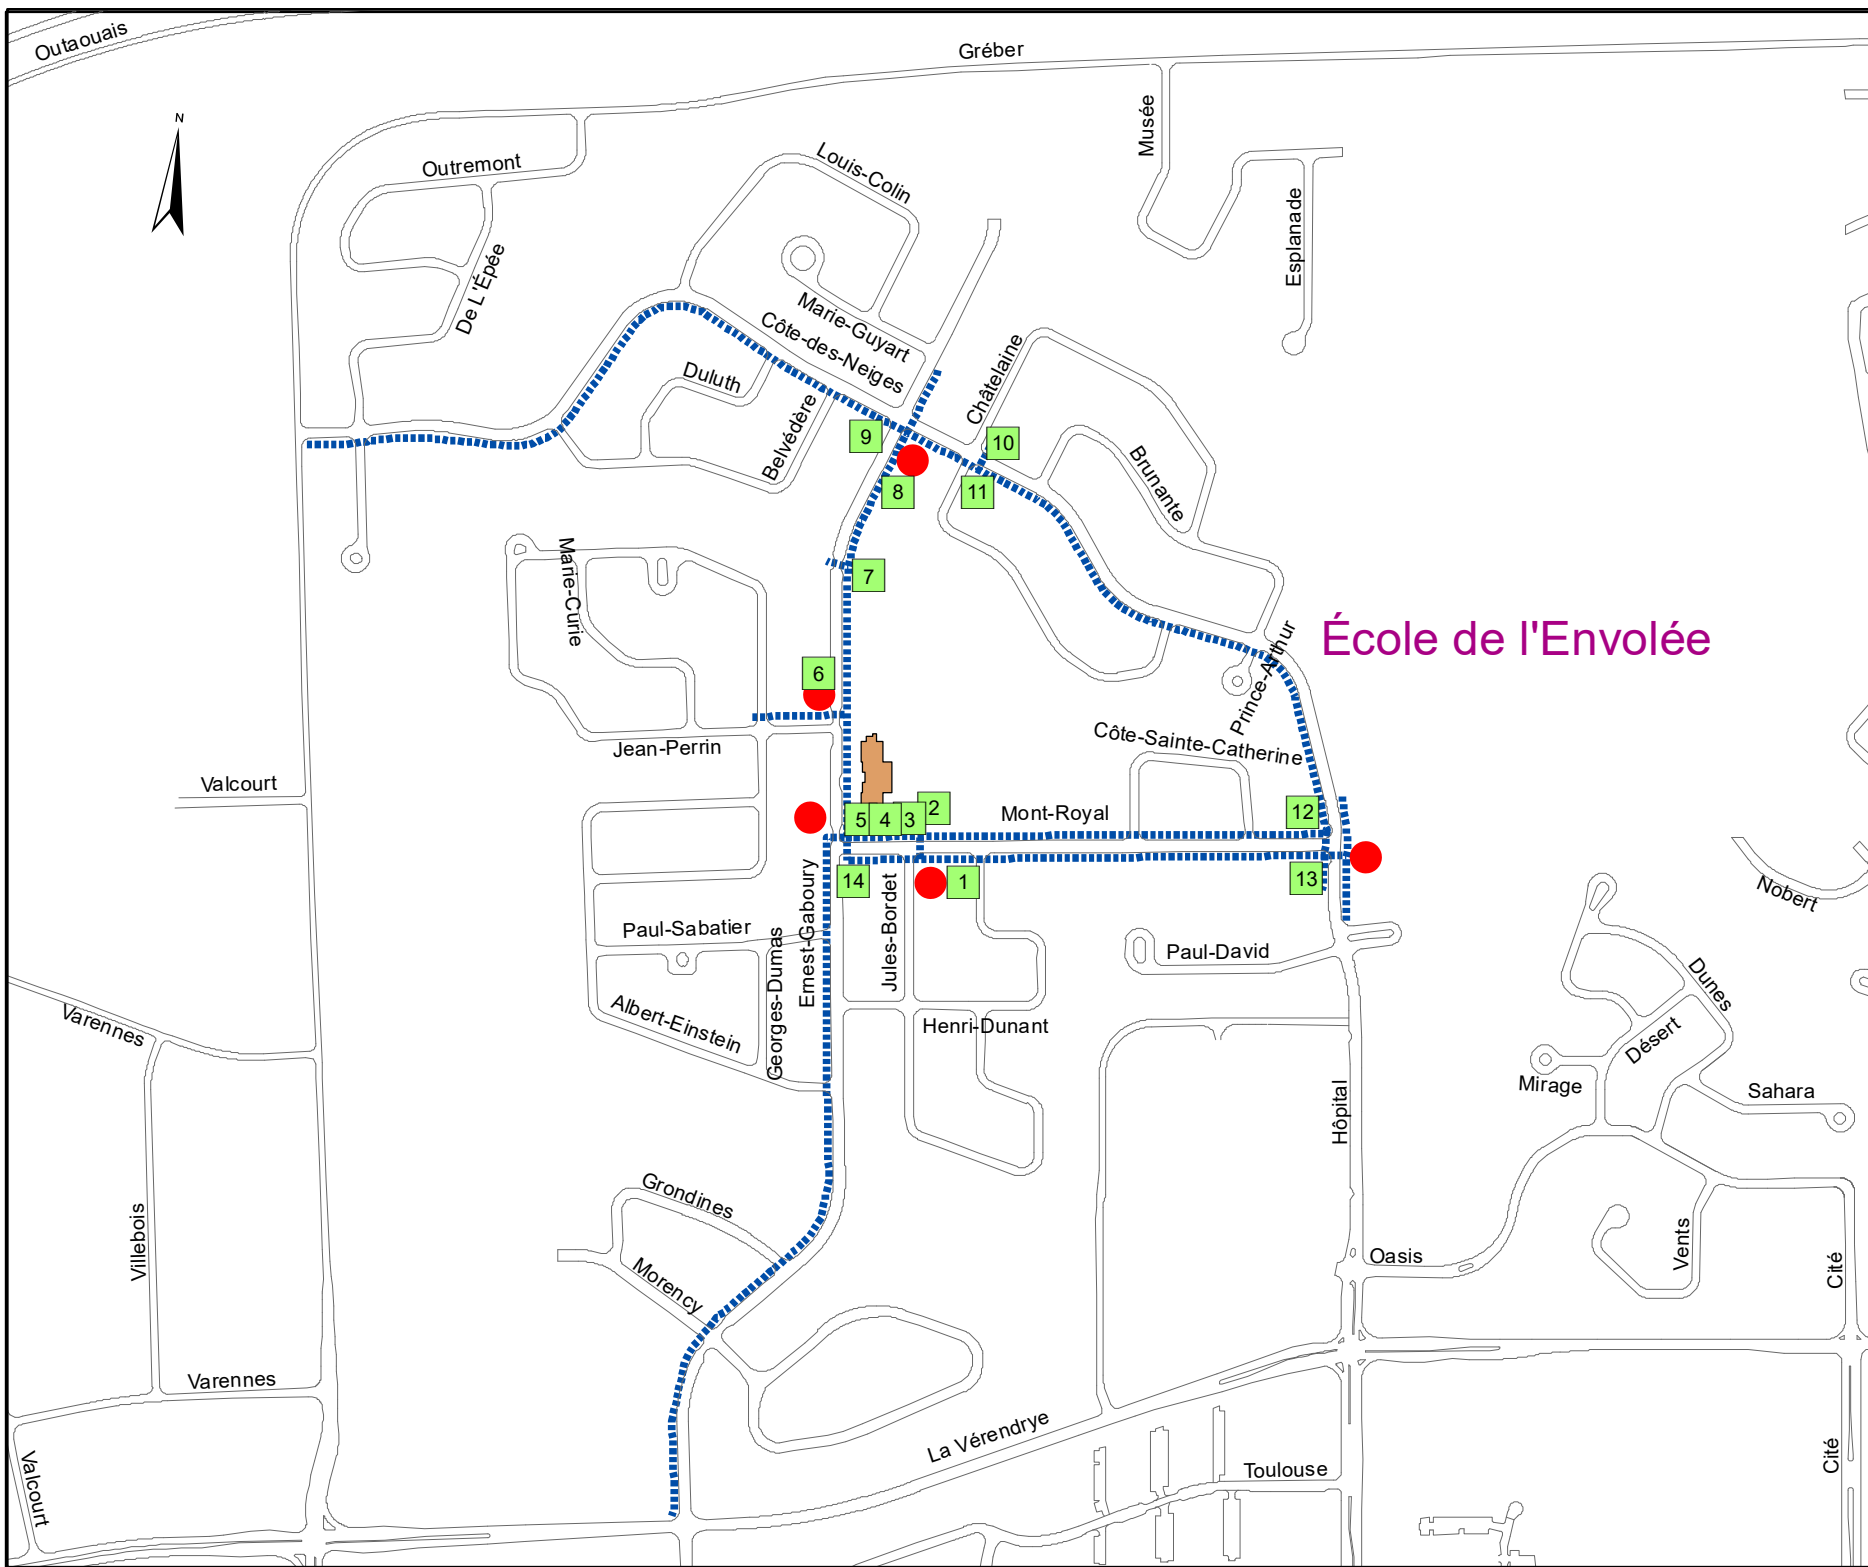 Outaouais
Gréber
N
Musée
Outremont
Louis-Colin
Esplanade
De L'Épée
Marie-Guyart
Côte-des-Neiges
Châtelaine
Duluth
Belvédère
9
10
Brunante
8
11
Marie-Curie
7
École de l'Envolée
6
Prince-Arthur
Jean-Perrin
Côte-Sainte-Catherine
Valcourt
5
4
3
2
Mont-Royal
12
14
1
13
Ernest-Gaboury
Jules-Bordet
Nobert
Paul-Sabatier
Georges-Dumas
Paul-David
Dunes
Varennes
Albert-Einstein
Henri-Dunant
Désert
Mirage
Sahara
Hôpital
Grondines
Villebois
Morency
Oasis
Vents
Cité
Varennes
La Vérendrye
Valcourt
Toulouse
Cité